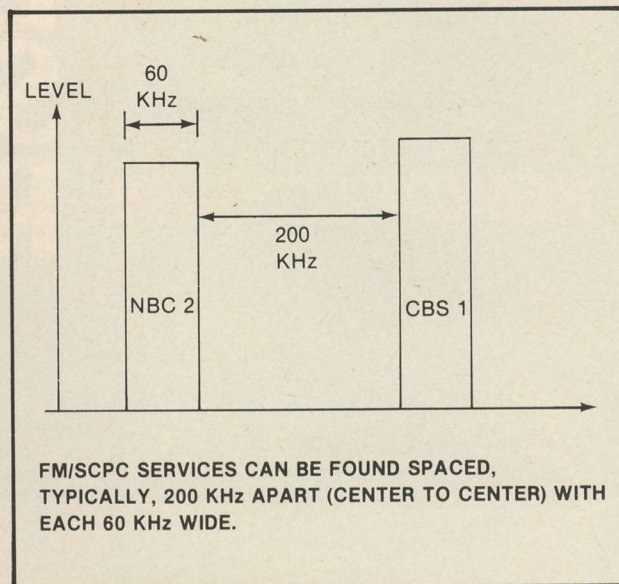 60
KHz
LEVEL
200
KHz
NBC 2
CBS 1
FM/SCPC SERVICES CAN BE FOUND SPACED,
TYPICALLY, 200 KHz APART (CENTER TO CENTER) WITH
EACH 60 KHz WIDE.